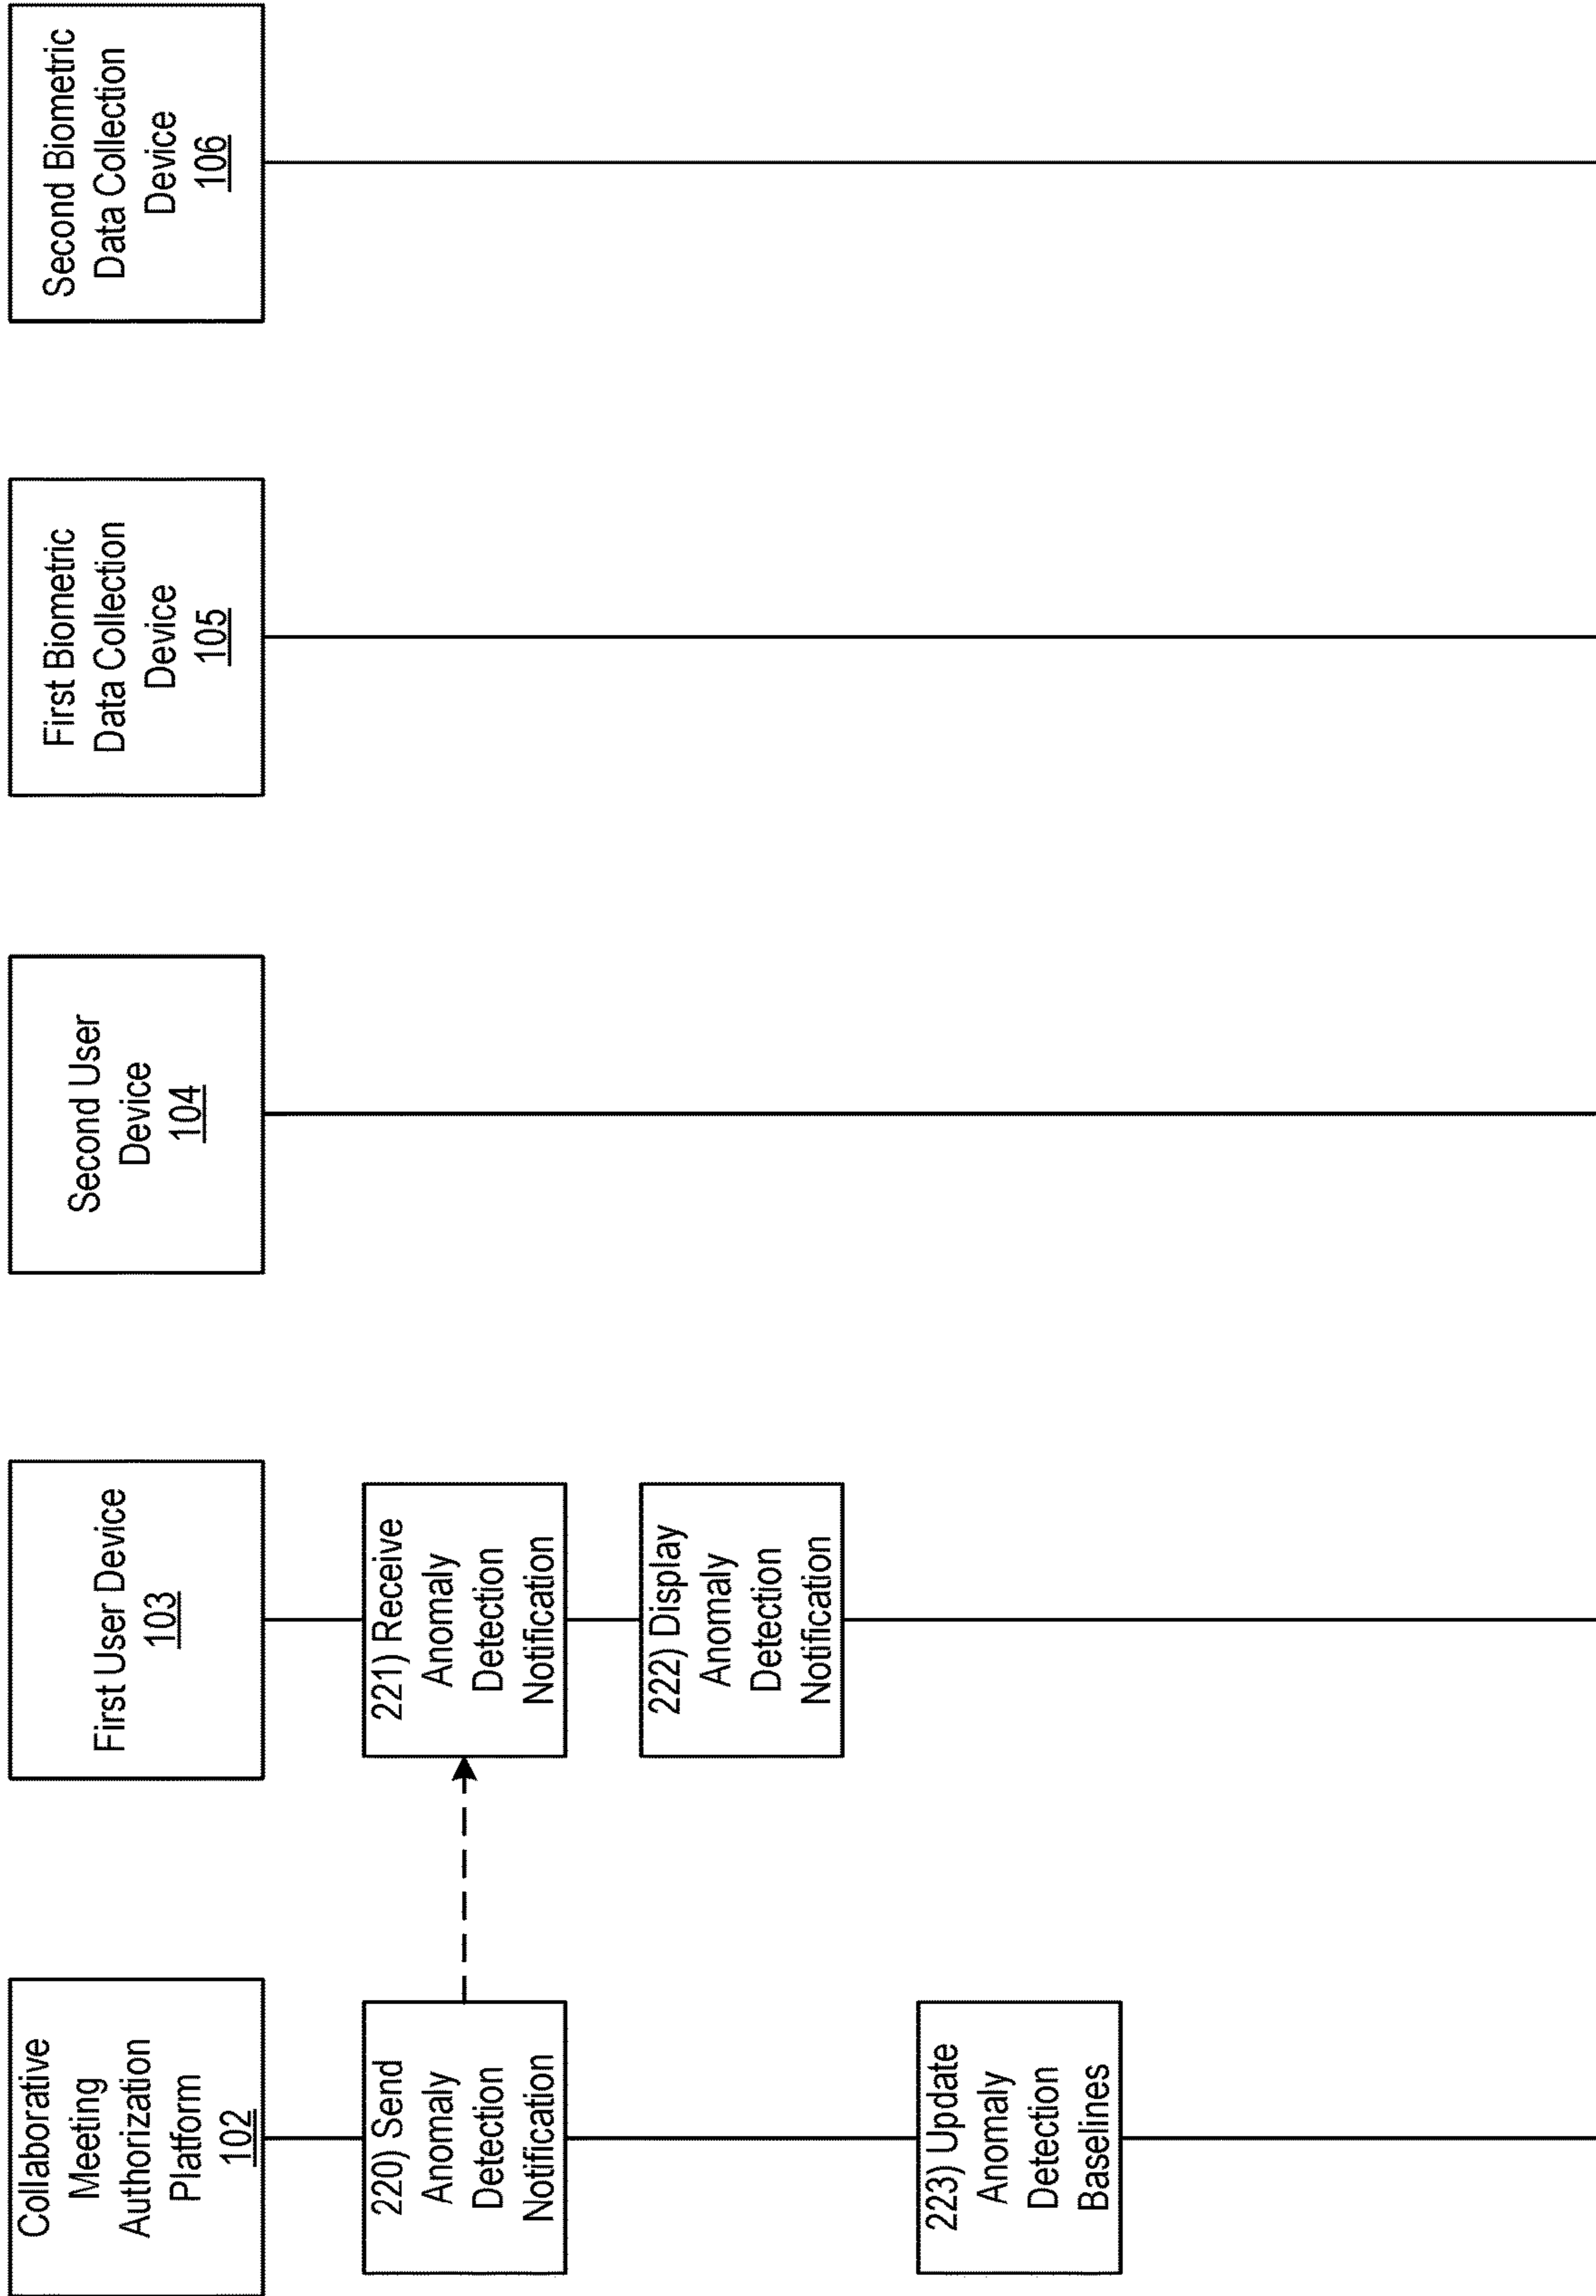 Collaborative
Meeting
Authorization
Platform
102
First User Device
103
Second User
Device
104
First Biometric
Data Collection
Device
105
Second Biometric
Data Collection
Device
106
220) Send
Anomaly
Detection
Notification
221) Receive
Anomaly
Detection
Notification
222) Display
Anomaly
Detection
Notification
223) Update
Anomaly
Detection
Baselines